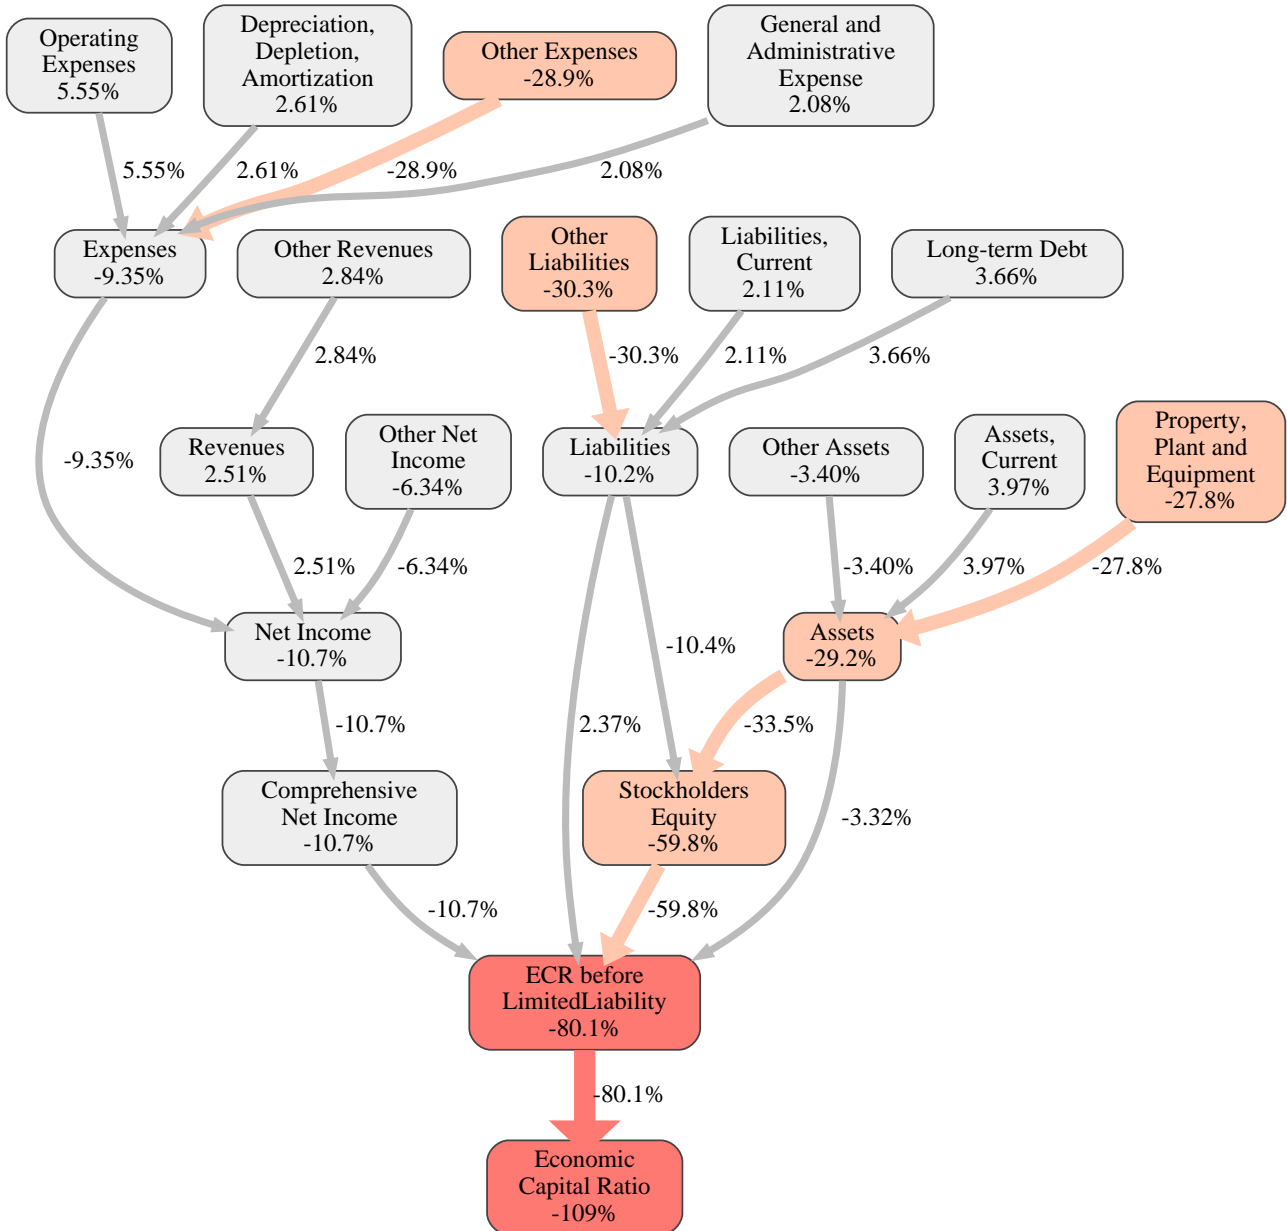 Operating
Expenses
5.55%
Depreciation,
Depletion,
Amortization
2.61%
Other Expenses
-28.9%
General and
Administrative
Expense
2.08%
5.55%
2.61%
-28.9%
2.08%
Expenses
-9.35%
Other Revenues
2.84%
Other
Liabilities
-30.3%
Liabilities,
Current
2.11%
Long-term Debt
3.66%
2.84%
-30.3%
2.11%
3.66%
-9.35%
Revenues
2.51%
Other Net
Income
-6.34%
Liabilities
-10.2%
Other Assets
-3.40%
Assets,
Current
3.97%
Property,
Plant and
Equipment
-27.8%
2.51%
-6.34%
-3.40%
3.97%
-27.8%
Net Income
-10.7%
-10.4%
Assets
-29.2%
-10.7%
2.37%
-33.5%
-3.32%
Comprehensive
Net Income
-10.7%
Stockholders
Equity
-59.8%
-10.7%
-59.8%
ECR before
LimitedLiability
-80.1%
-80.1%
Economic
Capital Ratio
-109%